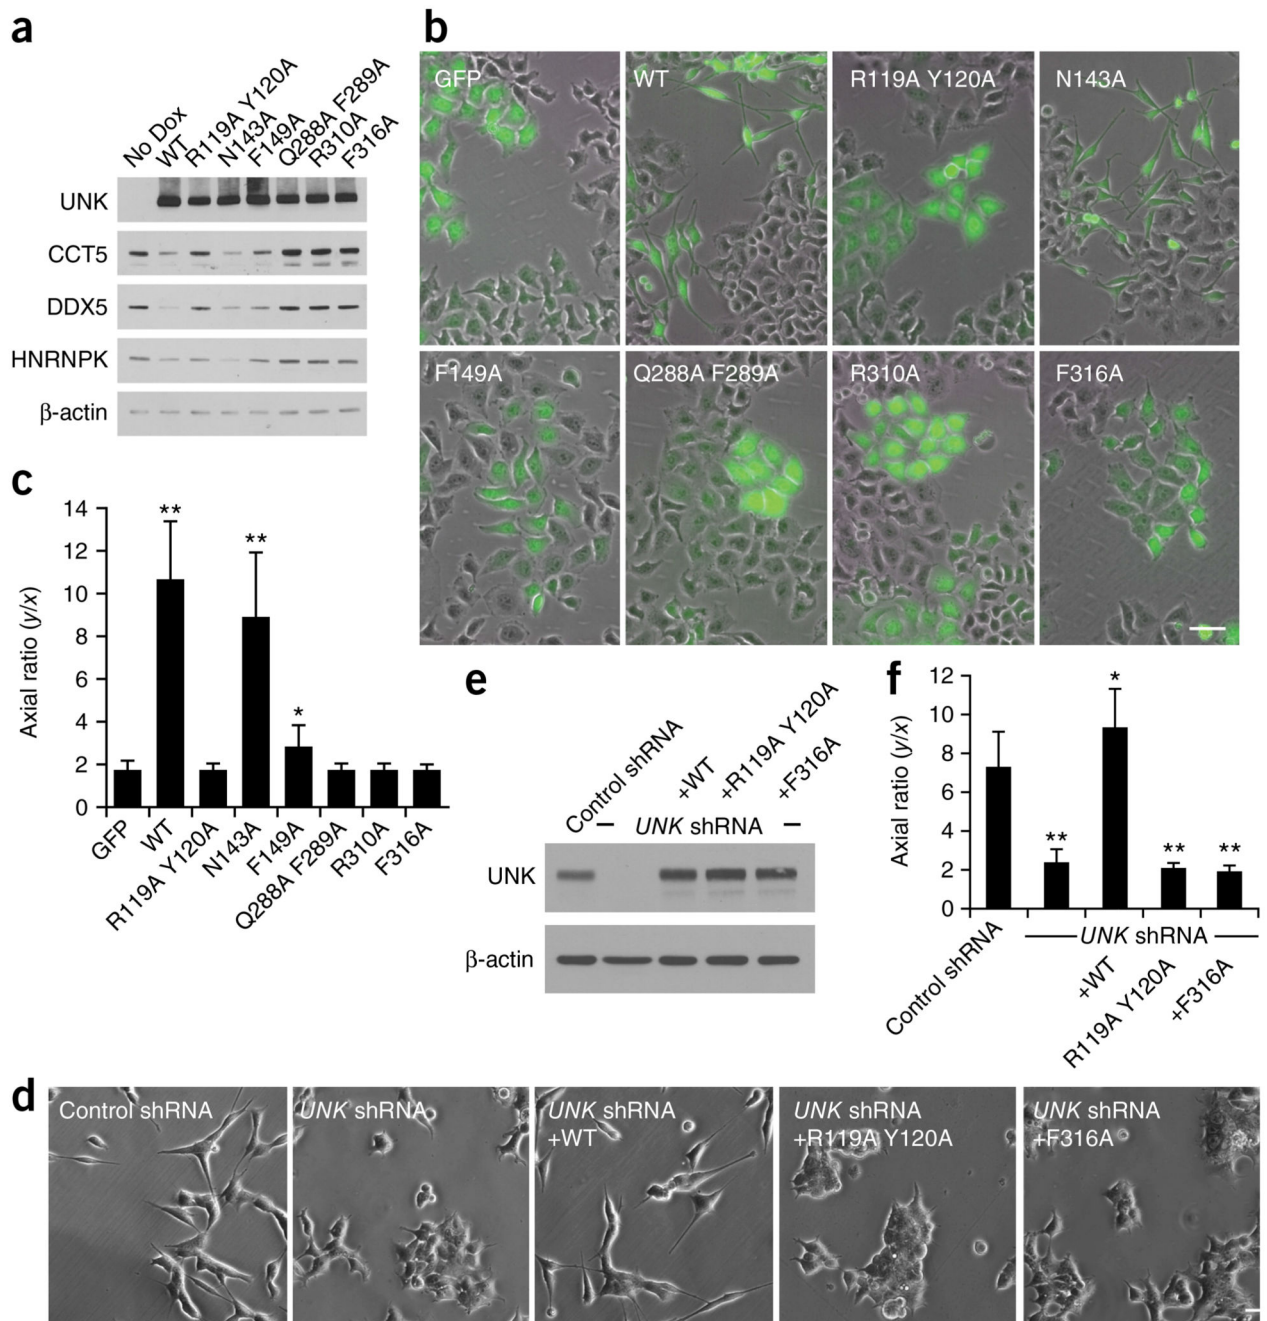 a
No Dox
WT
R119A Y120A
N143A
F149A
Q288A F289A
R310A
F316A
UNK
CCT5
DDX5
HNRNPK
β-actin
b
GFP
WT
R119A Y120A
N143A
F149A
Q288A F289A
R310A
F316A
c
Axial ratio (y/x)
14
12
10
8
6
4
2
0
**
**
*
GFP
WT
R119A Y120A
N143A
F149A
Q288A F289A
R310A
F316A
e
Control shRNA
–
+WT
+R119A Y120A
+F316A
UNK shRNA
–
UNK
β-actin
f
Axial ratio (y/x)
12
10
8
6
4
2
0
**
*
**
**
Control shRNA
UNK shRNA
+WT
R119A Y120A
+F316A
d
Control shRNA
UNK shRNA
UNK shRNA
+WT
UNK shRNA
+R119A Y120A
UNK shRNA
+F316A